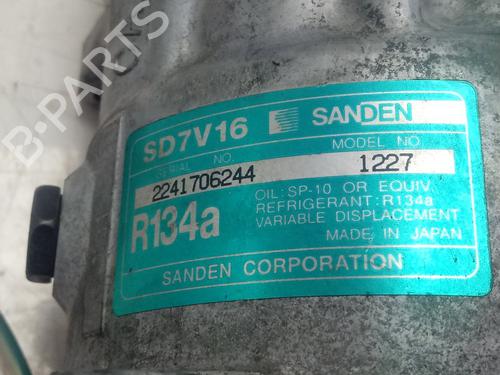 B-PARTS
SD7V16 SANDEN
SERIAL NO. MODEL NO.
2241706244 1227
R134a
OIL: SP-10 OR EQUIV.
REFRIGERANT: R134a
VARIABLE DISPLACEMENT
MADE IN JAPAN
SANDEN CORPORATION